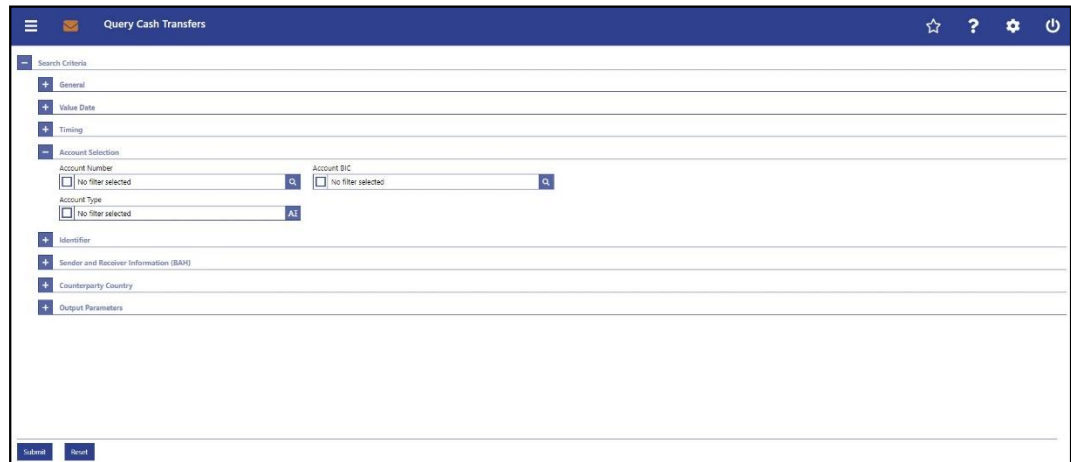 Query Cash Transfers
Search Criteria
General
Value Date
Timing
Account Selection
Account Number Account BIC
No filter selected No filter selected
Account Type
No filter selected
Identifier
Sender and Receiver Information (BAH)
Counterparty Country
Output Parameters
Submit Reset